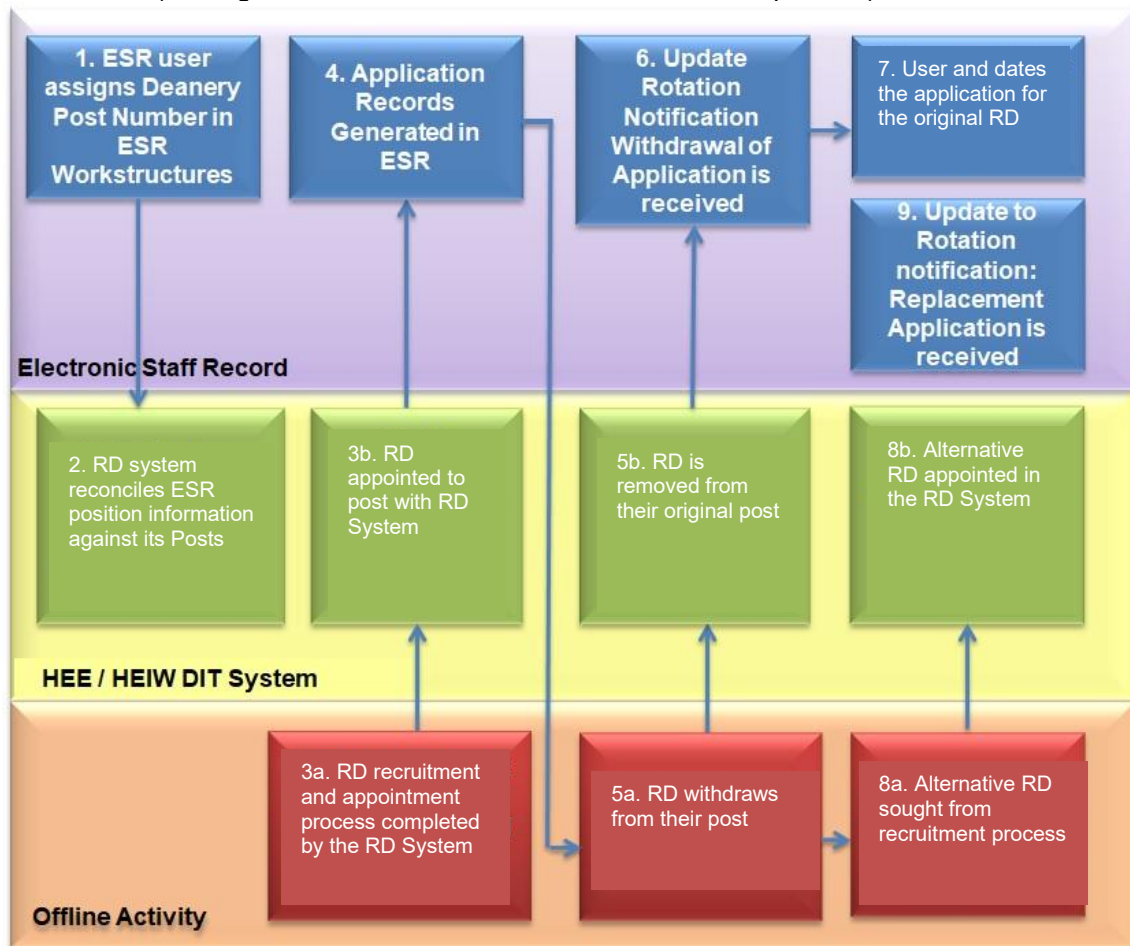 1. ESR user
assigns Deanery
Post Number in
ESR
Workstructures
4. Application
Records
Generated in
ESR
6. Update
Rotation
Notification
Withdrawal of
Application is
received
7. User and dates
the application for
the original RD
9. Update to
Rotation
notification:
Replacement
Application is
received
Electronic Staff Record
2. RD system
reconciles ESR
position information
against its Posts
3b. RD
appointed to
post with RD
System
5b. RD is
removed from
their original post
8b. Alternative
RD appointed in
the RD System
HEE / HEIW DIT System
3a. RD recruitment
and appointment
process completed
by the RD System
5a. RD withdraws
from their post
8a. Alternative RD
sought from
recruitment process
Offline Activity